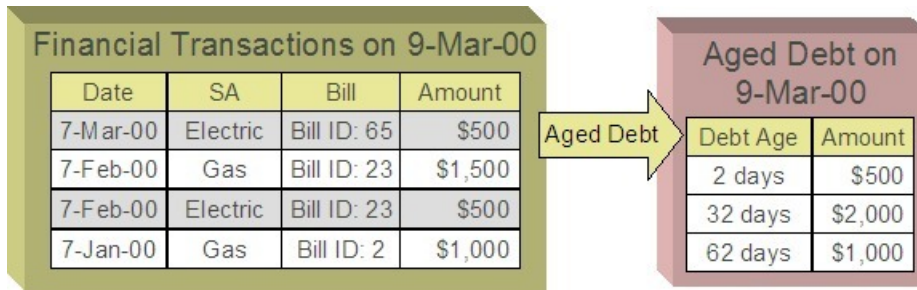 Financial Transactions on 9-Mar-00
Date SA Bill Amount
7-Mar-00 Electric Bill ID: 65 $500
7-Feb-00 Gas Bill ID: 23 $1,500
7-Feb-00 Electric Bill ID: 23 $500
7-Jan-00 Gas Bill ID: 2 $1,000
Aged Debt
Aged Debt on
9-Mar-00
Debt Age Amount
2 days $500
32 days $2,000
62 days $1,000